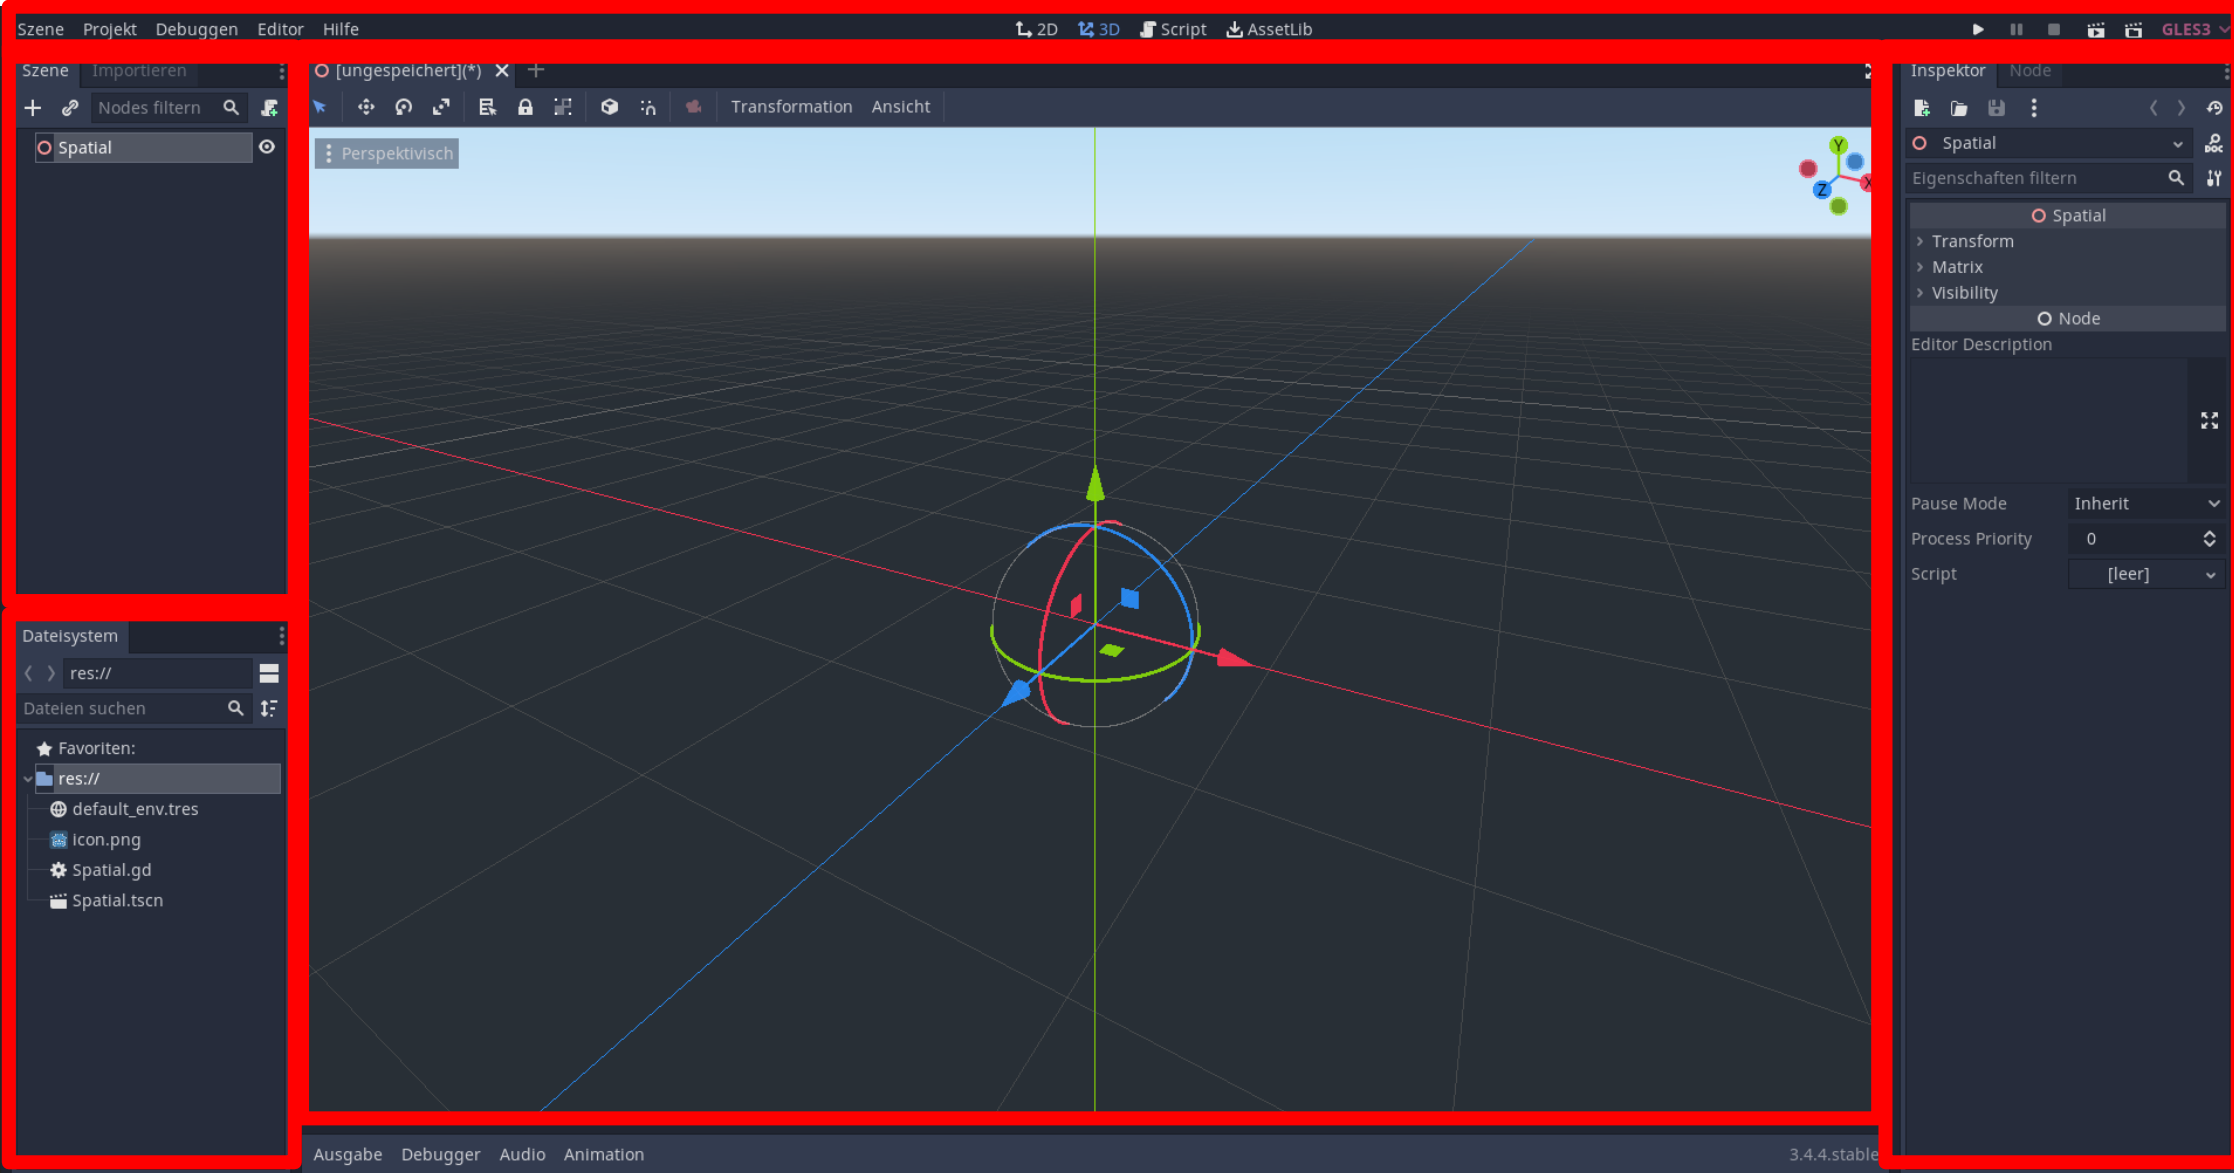 Szene Projekt Debuggen Editor Hilfe 2D 3D Script AssetLib GLES3
Szene Importieren
Nodes filtern
Spatial
Dateisystem
res://
Dateien suchen
Favoriten:
res://
default_env.tres
icon.png
Spatial.gd
Spatial.tscn
[ungespeichert](*)
Transformation Ansicht
Perspektivisch
Y
Z
X
Ausgabe Debugger Audio Animation 3.4.4.stable
Inspektor Node
Spatial
DOC
Eigenschaften filtern
Spatial
Transform
Matrix
Visibility
Node
Editor Description
Pause Mode Inherit
Process Priority 0
Script [leer]